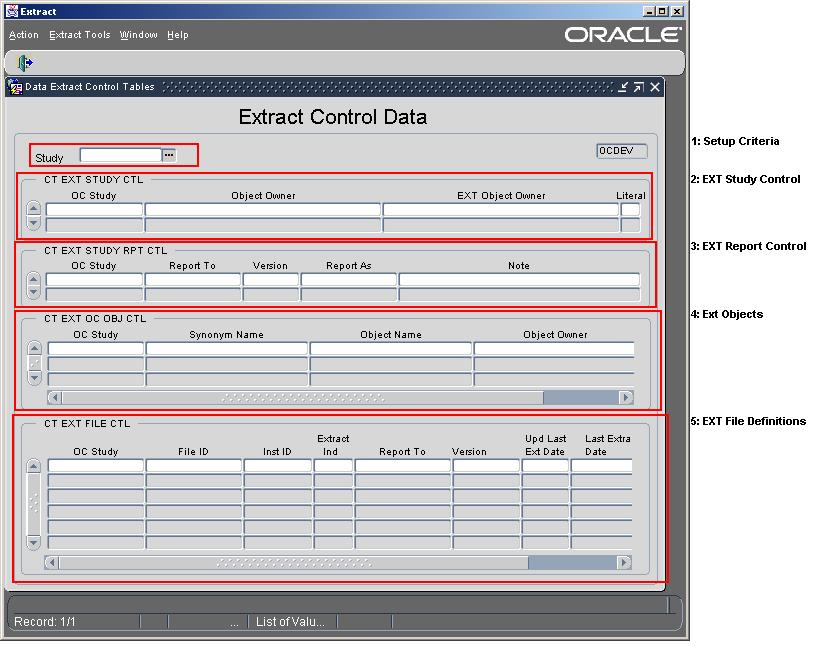 Extract
Action Extract Tools Window Help
ORACLE
Data Extract Control Tables
Extract Control Data
1: Setup Criteria
Study ... OCDEV
2: EXT Study Control
CT EXT STUDY CTL
OC Study Object Owner EXT Object Owner Literal
3: EXT Report Control
CT EXT STUDY RPT CTL
OC Study Report To Version Report As Note
4: Ext Objects
CT EXT OC OBJ CTL
OC Study Synonym Name Object Name Object Owner
5: EXT File Definitions
CT EXT FILE CTL
Extract Upd Last Last Extra
OC Study File ID Inst ID Ind Report To Version Ext Date Date
Record: 1/1 ... List of Valu...